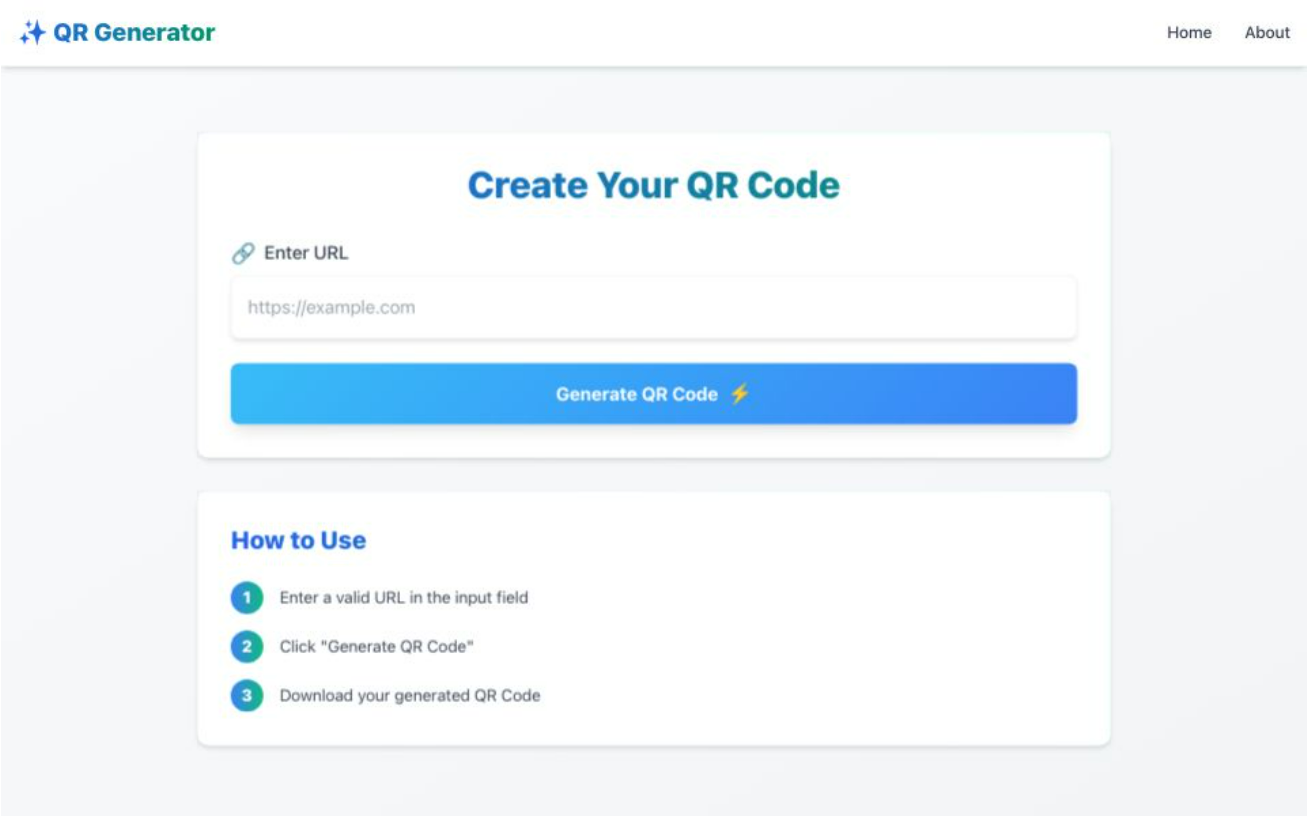 QR Generator
Home About
Create Your QR Code
Enter URL
https://example.com
Generate QR Code
How to Use
1 Enter a valid URL in the input field
2 Click "Generate QR Code"
3 Download your generated QR Code